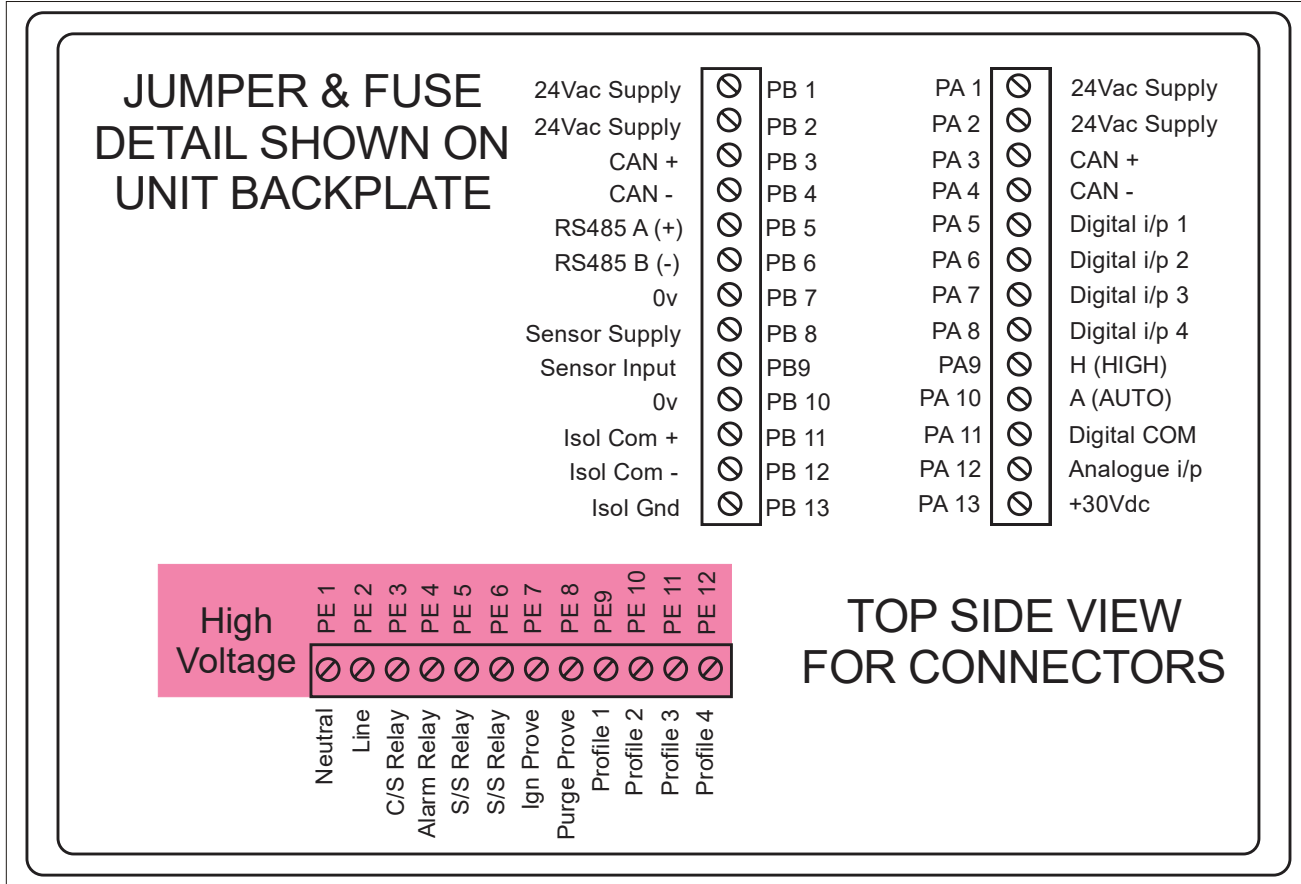 JUMPER & FUSE
DETAIL SHOWN ON
UNIT BACKPLATE
24Vac Supply PB 1
24Vac Supply PB 2
CAN + PB 3
CAN - PB 4
RS485 A (+) PB 5
RS485 B (-) PB 6
0v PB 7
Sensor Supply PB 8
Sensor Input PB9
0v PB 10
Isol Com + PB 11
Isol Com - PB 12
Isol Gnd PB 13
PA 1 24Vac Supply
PA 2 24Vac Supply
PA 3 CAN +
PA 4 CAN -
PA 5 Digital i/p 1
PA 6 Digital i/p 2
PA 7 Digital i/p 3
PA 8 Digital i/p 4
PA9 H (HIGH)
PA 10 A (AUTO)
PA 11 Digital COM
PA 12 Analogue i/p
PA 13 +30Vdc
High
Voltage
PE 1
PE 2
PE 3
PE 4
PE 5
PE 6
PE 7
PE 8
PE9
PE 10
PE 11
PE 12
Neutral
Line
C/S Relay
Alarm Relay
S/S Relay
S/S Relay
Ign Prove
Purge Prove
Profile 1
Profile 2
Profile 3
Profile 4
TOP SIDE VIEW
FOR CONNECTORS